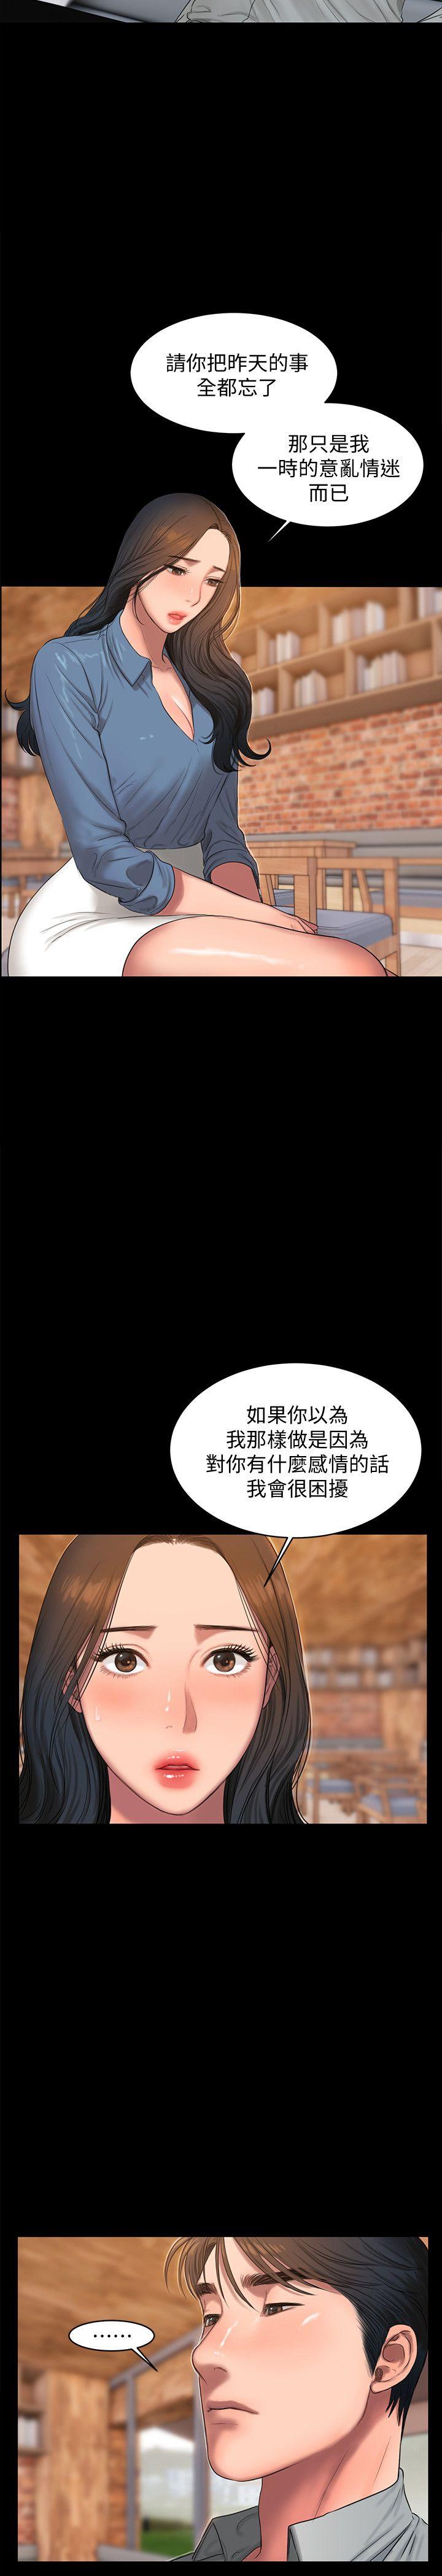 請你把昨天的事
全都忘了
那只是我
一時的意亂情迷
而已
如果你以為
我那樣做是因為
對你有什麼感情的話
我會很困擾
……